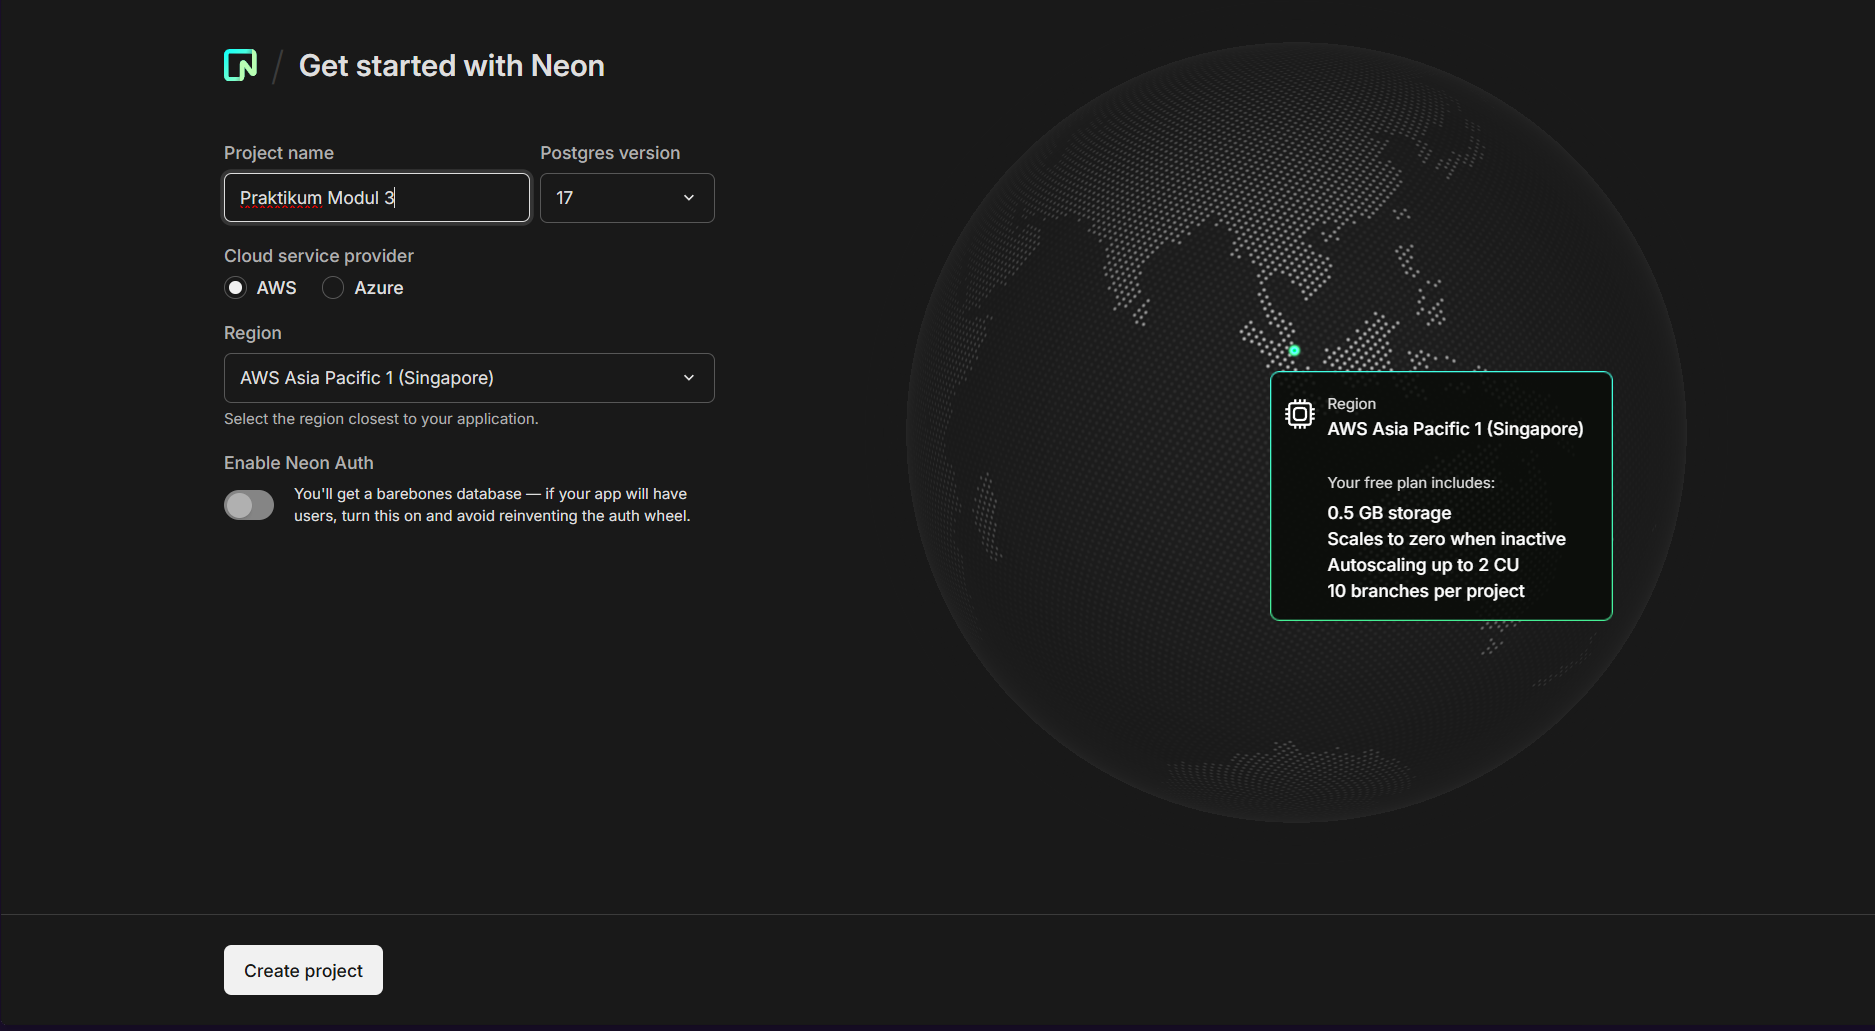 Get started with Neon
Project name
Postgres version
Praktikum Modul 3
17
Cloud service provider
AWS
Azure
Region
AWS Asia Pacific 1 (Singapore)
Select the region closest to your application.
Enable Neon Auth
You'll get a barebones database — if your app will have
users, turn this on and avoid reinventing the auth wheel.
Region
AWS Asia Pacific 1 (Singapore)
Your free plan includes:
0.5 GB storage
Scales to zero when inactive
Autoscaling up to 2 CU
10 branches per project
Create project